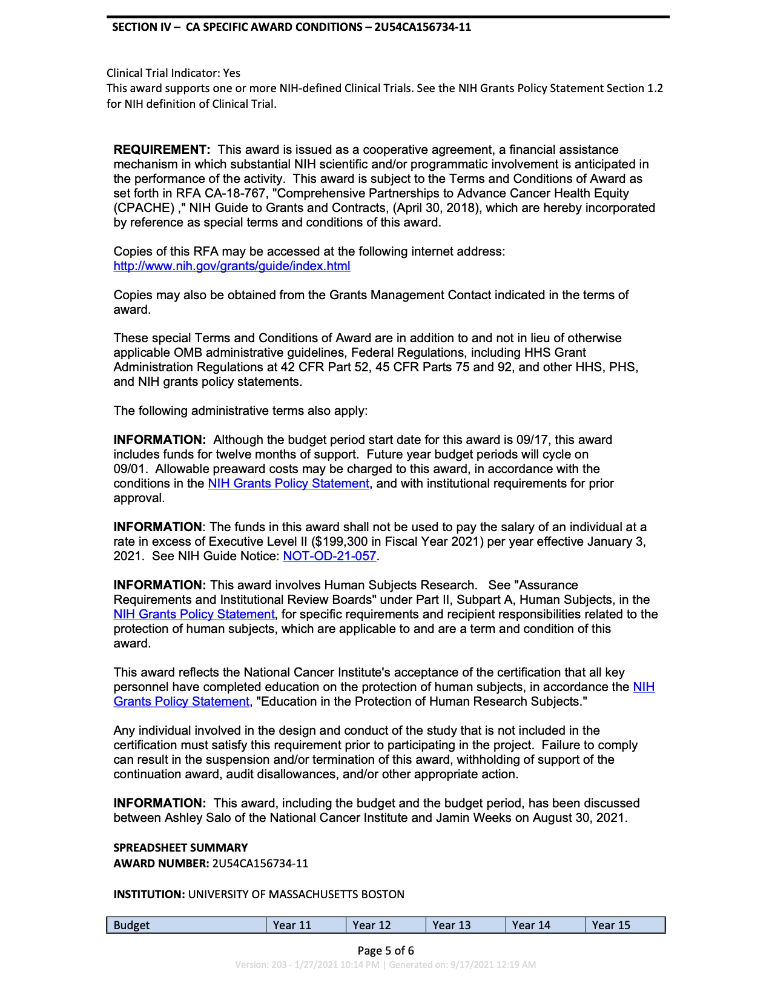 SECTION IV – CA SPECIFIC AWARD CONDITIONS – 2U54CA156734-11
Clinical Trial Indicator: Yes
This award supports one or more NIH-defined Clinical Trials. See the NIH Grants Policy Statement Section 1.2
for NIH definition of Clinical Trial.
REQUIREMENT: This award is issued as a cooperative agreement, a financial assistance
mechanism in which substantial NIH scientific and/or programmatic involvement is anticipated in
the performance of the activity. This award is subject to the Terms and Conditions of Award as
set forth in RFA CA-18-767, "Comprehensive Partnerships to Advance Cancer Health Equity
(CPACHE) ," NIH Guide to Grants and Contracts, (April 30, 2018), which are hereby incorporated
by reference as special terms and conditions of this award.
Copies of this RFA may be accessed at the following internet address:
http://www.nih.gov/grants/guide/index.html
Copies may also be obtained from the Grants Management Contact indicated in the terms of
award.
These special Terms and Conditions of Award are in addition to and not in lieu of otherwise
applicable OMB administrative guidelines, Federal Regulations, including HHS Grant
Administration Regulations at 42 CFR Part 52, 45 CFR Parts 75 and 92, and other HHS, PHS,
and NIH grants policy statements.
The following administrative terms also apply:
INFORMATION: Although the budget period start date for this award is 09/17, this award
includes funds for twelve months of support. Future year budget periods will cycle on
09/01. Allowable preaward costs may be charged to this award, in accordance with the
conditions in the NIH Grants Policy Statement, and with institutional requirements for prior
approval.
INFORMATION: The funds in this award shall not be used to pay the salary of an individual at a
rate in excess of Executive Level II ($199,300 in Fiscal Year 2021) per year effective January 3,
2021. See NIH Guide Notice: NOT-OD-21-057.
INFORMATION: This award involves Human Subjects Research. See "Assurance
Requirements and Institutional Review Boards" under Part II, Subpart A, Human Subjects, in the
NIH Grants Policy Statement, for specific requirements and recipient responsibilities related to the
protection of human subjects, which are applicable to and are a term and condition of this
award.
This award reflects the National Cancer Institute's acceptance of the certification that all key
personnel have completed education on the protection of human subjects, in accordance the NIH
Grants Policy Statement, "Education in the Protection of Human Research Subjects."
Any individual involved in the design and conduct of the study that is not included in the
certification must satisfy this requirement prior to participating in the project. Failure to comply
can result in the suspension and/or termination of this award, withholding of support of the
continuation award, audit disallowances, and/or other appropriate action.
INFORMATION: This award, including the budget and the budget period, has been discussed
between Ashley Salo of the National Cancer Institute and Jamin Weeks on August 30, 2021.
SPREADSHEET SUMMARY
AWARD NUMBER: 2U54CA156734-11
INSTITUTION: UNIVERSITY OF MASSACHUSETTS BOSTON
Budget Year 11 Year 12 Year 13 Year 14 Year 15
Page 5 of 6
Version: 203 - 1/27/2021 10:14 PM | Generated on: 9/17/2021 12:19 AM